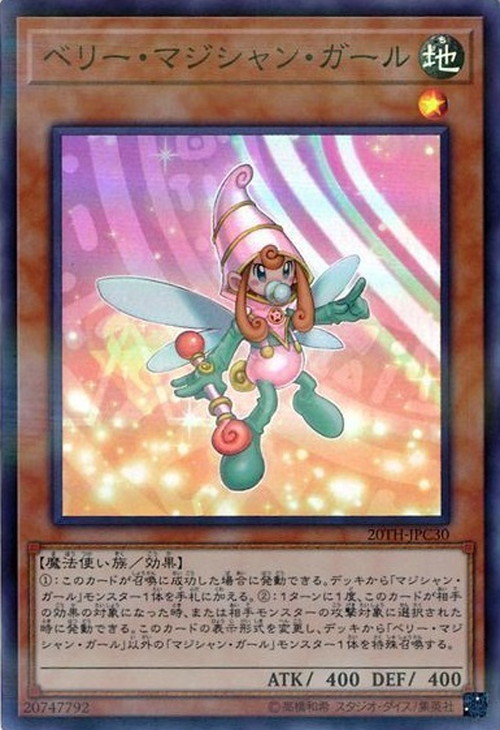 ベリー・マジシャン・ガール
地
20TH-JPC30
【魔法使い族/効果】
①:このカードが召喚に成功した場合に発動できる。デッキから「マジシャン・
ガール」モンスター1体を手札に加える。②:1ターンに1度、このカードが相手
の効果の対象になった時、または相手モンスターの攻撃対象に選択された
時に発動できる。このカードの表示形式を変更し、デッキから「ベリー・マジ
シャン・ガール」以外の「マジシャン・ガール」モンスター1体を特殊召喚する。
ATK/ 400 DEF/ 400
20747792
©高橋和希 スタジオ・ダイス/集英社